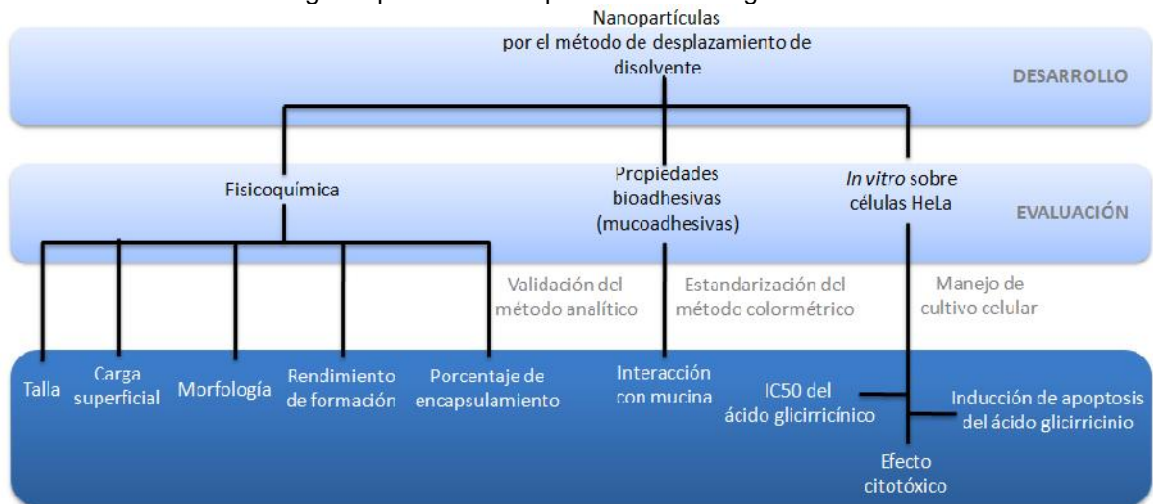 Nanopartículas
por el método de desplazamiento de
disolvente
DESARROLLO
Fisicoquímica
Propiedades
bioadhesivas
(mucoadhesivas)
In vitro sobre
células HeLa
EVALUACIÓN
Validación del
método analítico
Estandarización del
método colormétrico
Manejo de
cultivo celular
Talla
Carga
superficial
Morfología
Rendimiento
de formación
Porcentaje de
encapsulamiento
Interacción
con mucina
IC50 del
ácido glicirricínico
Inducción de apoptosis
del ácido glicirricinio
Efecto
citotóxico